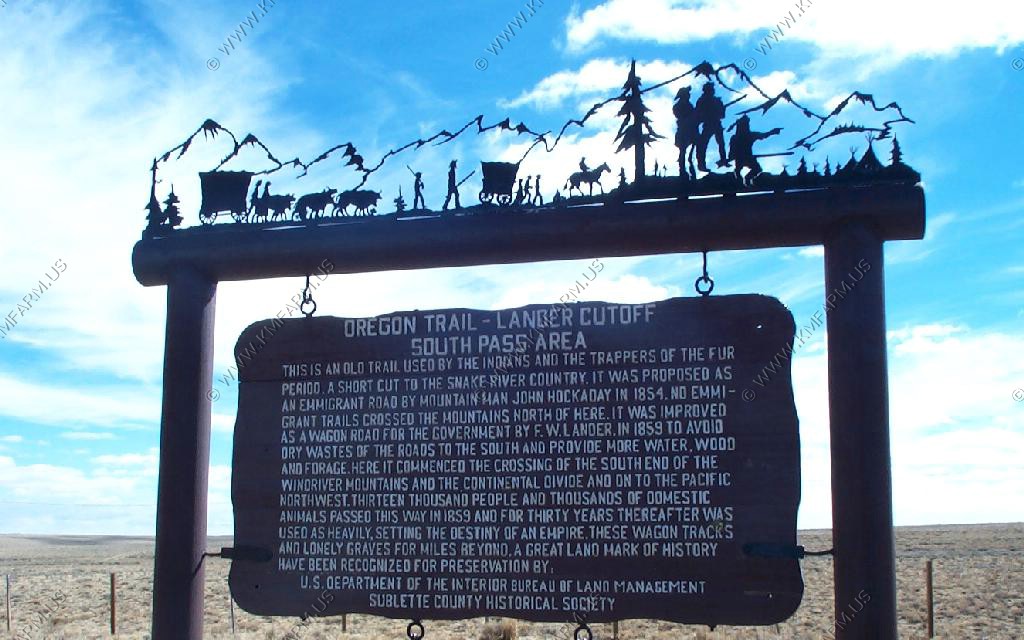 OREGON TRAIL - LANDER CUTOFF
SOUTH PASS AREA
THIS IS AN OLD TRAIL USED BY THE INDIANS AND THE TRAPPERS OF THE FUR
PERIOD. A SHORT CUT TO THE SNAKE RIVER COUNTRY. IT WAS PROPOSED AS
AN EMMIGRANT ROAD BY MOUNTAIN MAN JOHN HOCKADAY IN 1854. NO EMMI-
GRANT TRAILS CROSSED THE MOUNTAINS NORTH OF HERE. IT WAS IMPROVED
AS A WAGON ROAD FOR THE GOVERNMENT BY F. W. LANDER, IN 1859 TO AVOID
DRY WASTES OF THE ROADS TO THE SOUTH AND PROVIDE MORE WATER, WOOD
AND FORAGE. HERE IT COMMENCED THE CROSSING OF THE SOUTH END OF THE
WINDRIVER MOUNTAINS AND THE CONTINENTAL DIVIDE AND ON TO THE PACIFIC
NORTHWEST. THIRTEEN THOUSAND PEOPLE AND THOUSANDS OF DOMESTIC
ANIMALS PASSED THIS WAY IN 1859 AND FOR THIRTY YEARS THEREAFTER WAS
USED AS HEAVILY, SETTING THE DESTINY OF AN EMPIRE. THESE WAGON TRACKS
AND LONELY GRAVES FOR MILES BEYOND, A GREAT LAND MARK OF HISTORY
HAVE BEEN RECOGNIZED FOR PRESERVATION BY:
U.S. DEPARTMENT OF THE INTERIOR BUREAU OF LAND MANAGEMENT
SUBLETTE COUNTY HISTORICAL SOCIETY
© WWW.KMFARM.US